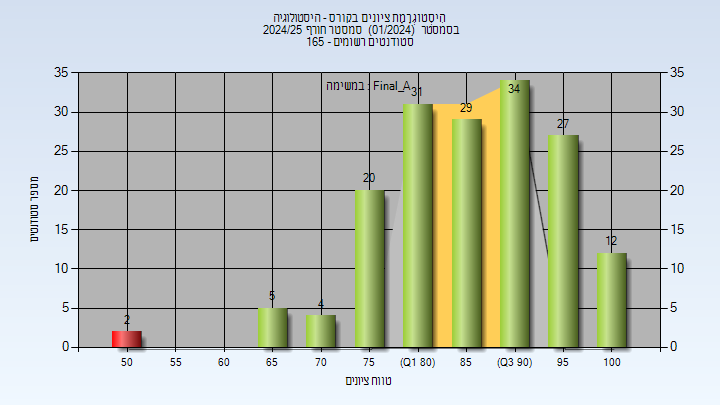 היסטוגרמת ציונים בקורס - היסטולוגיה
בסמסטר (01/2024) סמסטר חורף 2024/25
סטודנטים רשומים - 165
במשימה : Final_A
מספר סטודנטים
35 30 25 20 15 10 5 0
35 30 25 20 15 10 5 0
2 5 4 20 31 29 34 27 12
50 55 60 65 70 75 (Q1 80) 85 (Q3 90) 95 100
טווח ציונים